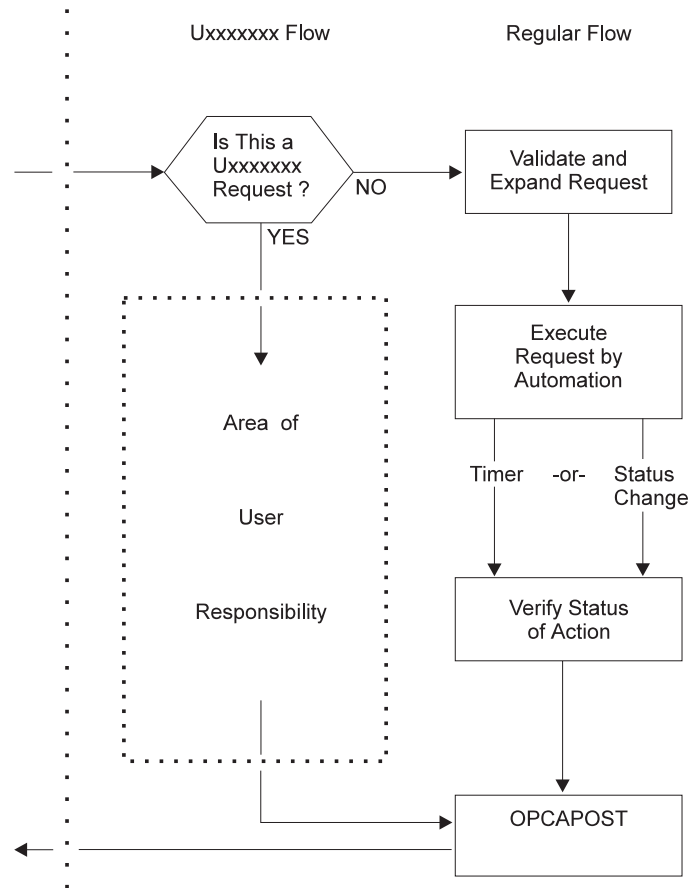 Uxxxxxxx Flow
Regular Flow
Is This a
Uxxxxxxx
Request ?
NO
YES
Validate and
Expand Request
Execute
Request by
Automation
Timer -or- Status
Change
Area of
User
Responsibility
Verify Status
of Action
OPCAPOST